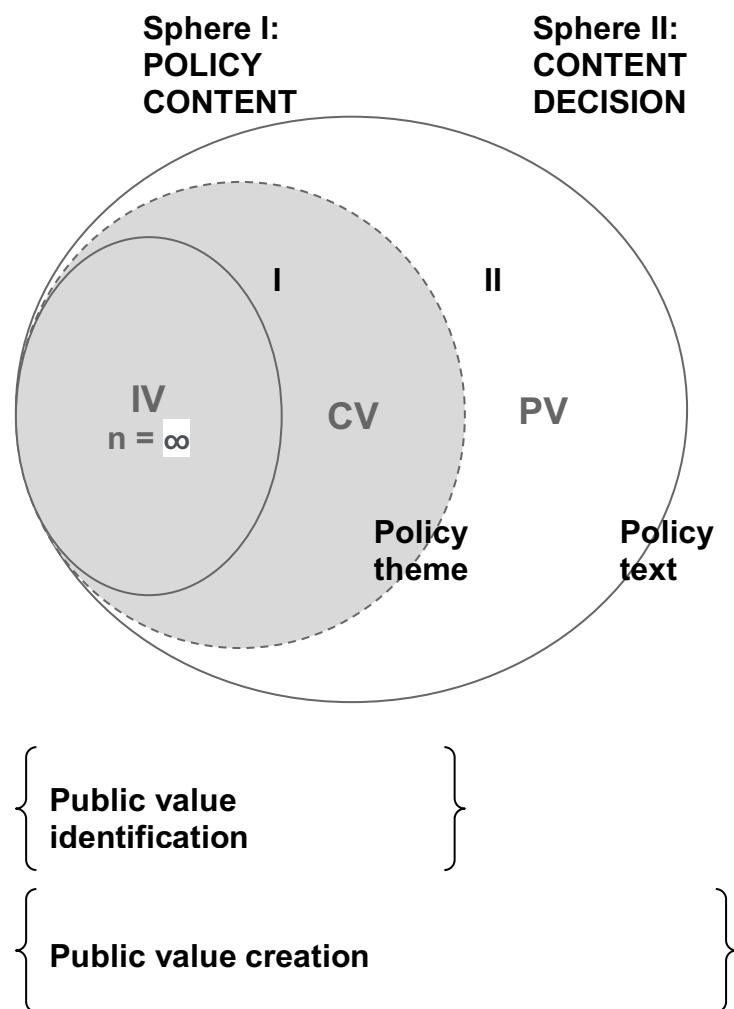 Sphere I:
POLICY
CONTENT
Sphere II:
CONTENT
DECISION
I
II
IV
n = ∞
CV
PV
Policy
theme
Policy
text
Public value
identification
Public value creation